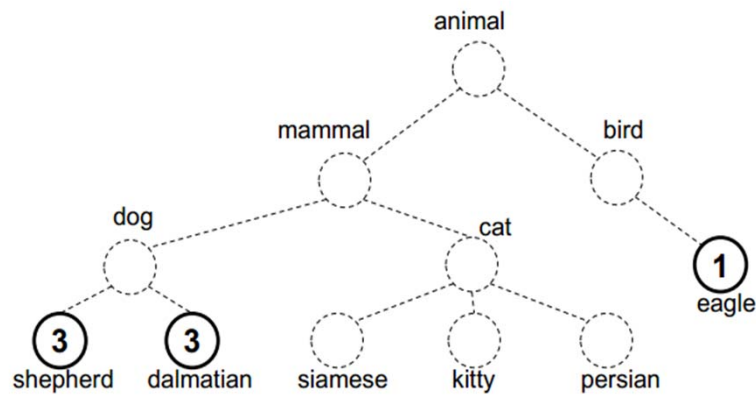 animal
mammal
bird
dog
cat
1
eagle
3
3
shepherd
dalmatian
siamese
kitty
persian